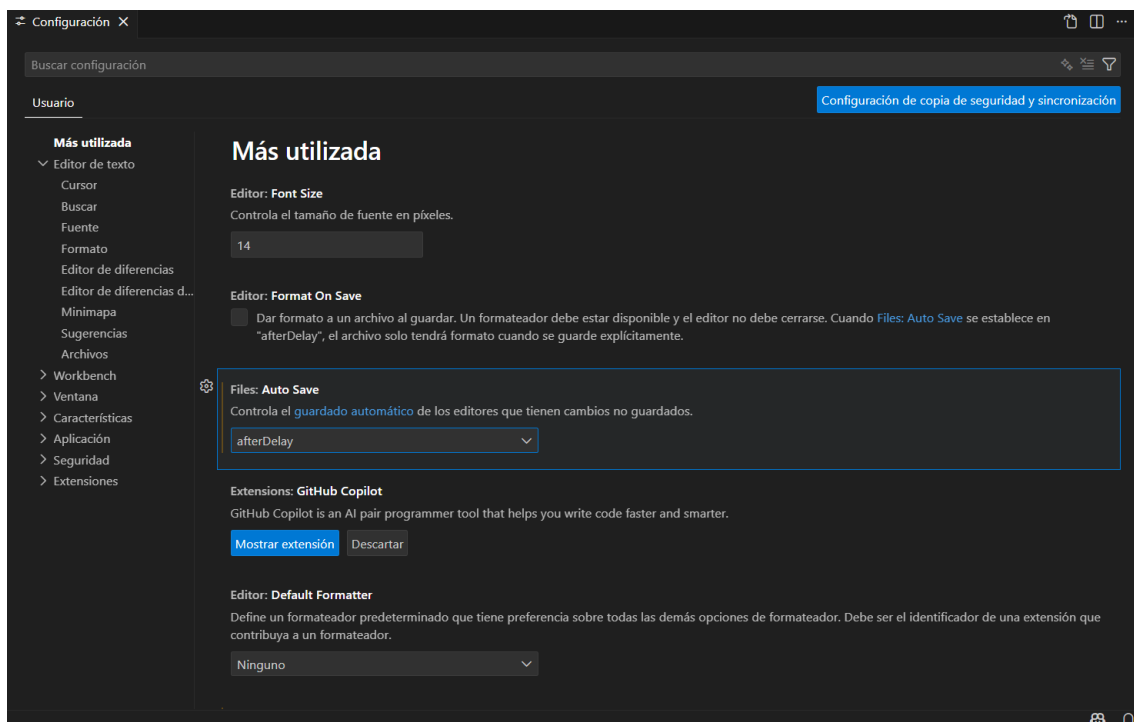 Configuración
Buscar configuración
Usuario
Configuración de copia de seguridad y sincronización
Más utilizada
Editor de texto
Cursor
Buscar
Fuente
Formato
Editor de diferencias
Editor de diferencias d...
Minimapa
Sugerencias
Archivos
Workbench
Ventana
Características
Aplicación
Seguridad
Extensiones
Más utilizada
Editor: Font Size
Controla el tamaño de fuente en píxeles.
14
Editor: Format On Save
Dar formato a un archivo al guardar. Un formateador debe estar disponible y el editor no debe cerrarse. Cuando Files: Auto Save se establece en
"afterDelay", el archivo solo tendrá formato cuando se guarde explícitamente.
Files: Auto Save
Controla el guardado automático de los editores que tienen cambios no guardados.
afterDelay
Extensions: GitHub Copilot
GitHub Copilot is an AI pair programmer tool that helps you write code faster and smarter.
Mostrar extensión
Descartar
Editor: Default Formatter
Define un formateador predeterminado que tiene preferencia sobre todas las demás opciones de formateador. Debe ser el identificador de una extensión que
contribuya a un formateador.
Ninguno